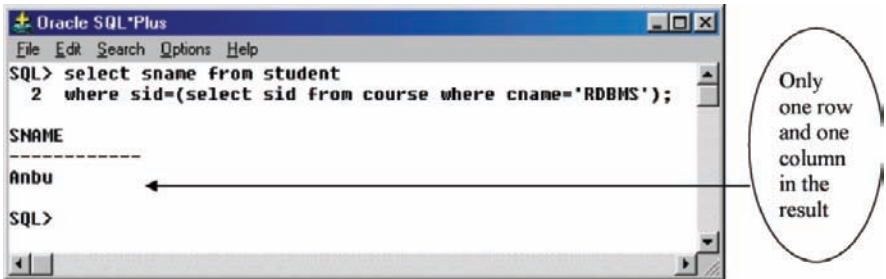 Oracle SQL*Plus
File Edit Search Options Help
SQL> select sname from student
2 where sid=(select sid from course where cname='RDBMS');
SNAME
------------
Anbu
SQL>
Only
one row
and one
column
in the
result